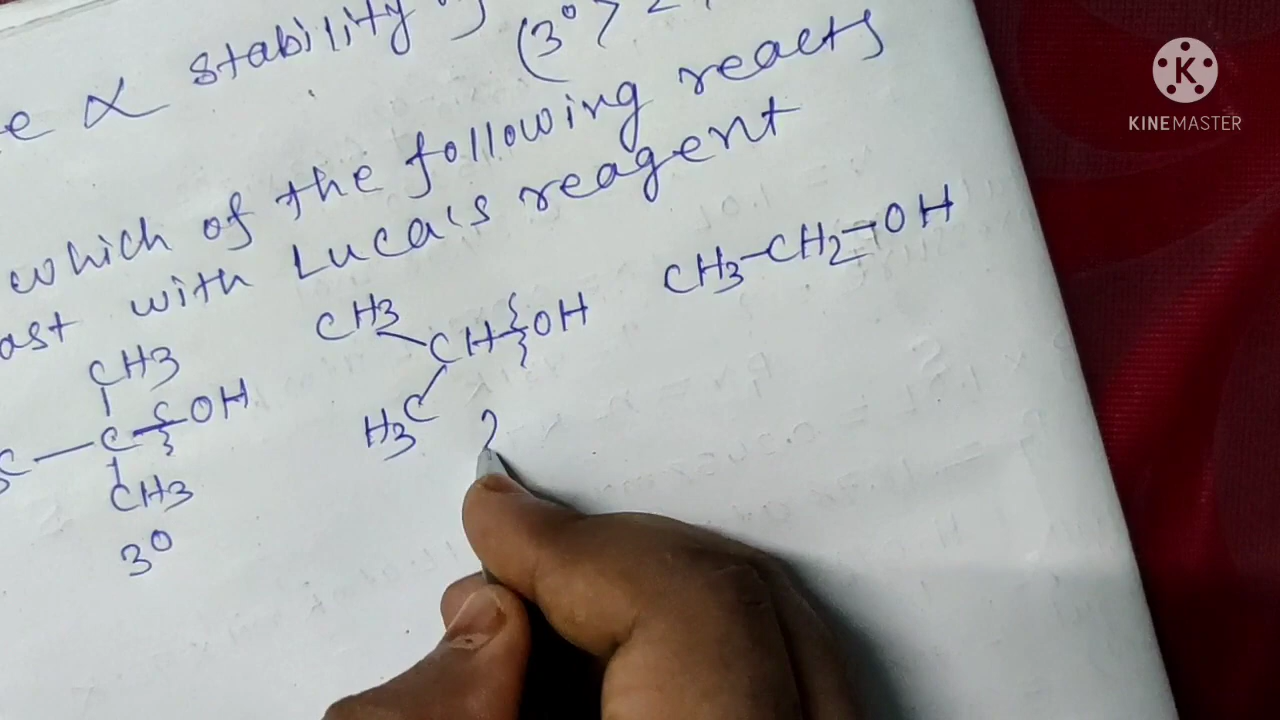 e ∝ stability
(3° >
which of the following reacts
ast with Luca's reagent
CH3 CH3 CH3-CH2-OH
C-OH CH-OH
CH3 H3C 2
3°
KINEMASTER